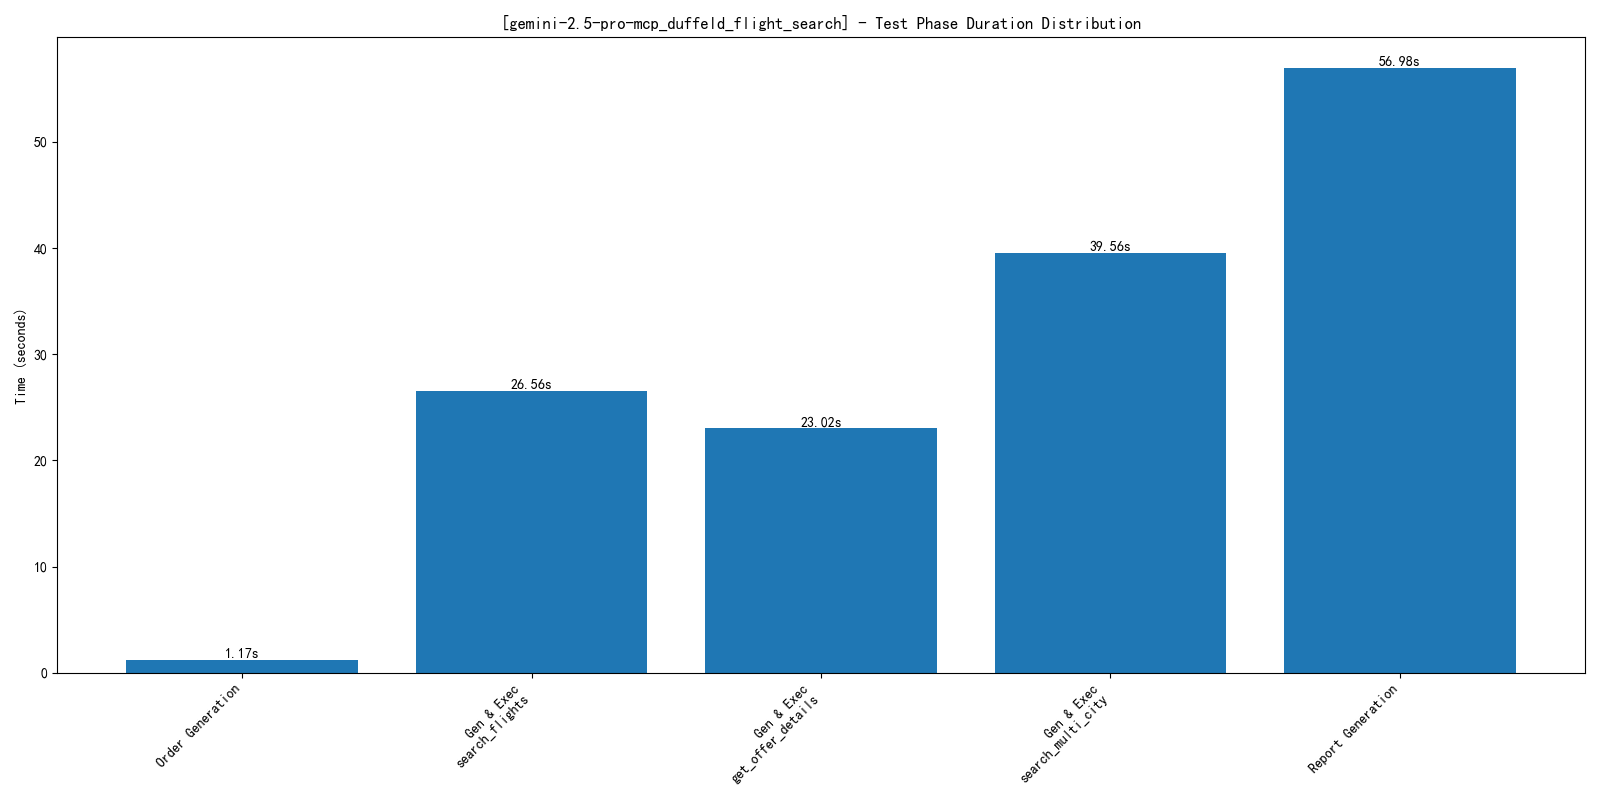 [gemini-2.5-pro-mcp_duffeld_flight_search] - Test Phase Duration Distribution
Time (seconds)
50
40
30
20
10
0
1.17s
26.56s
23.02s
39.56s
56.98s
Order Generation
Gen & Exec
search_flights
Gen & Exec
get_offer_details
Gen & Exec
search_multi_city
Report Generation